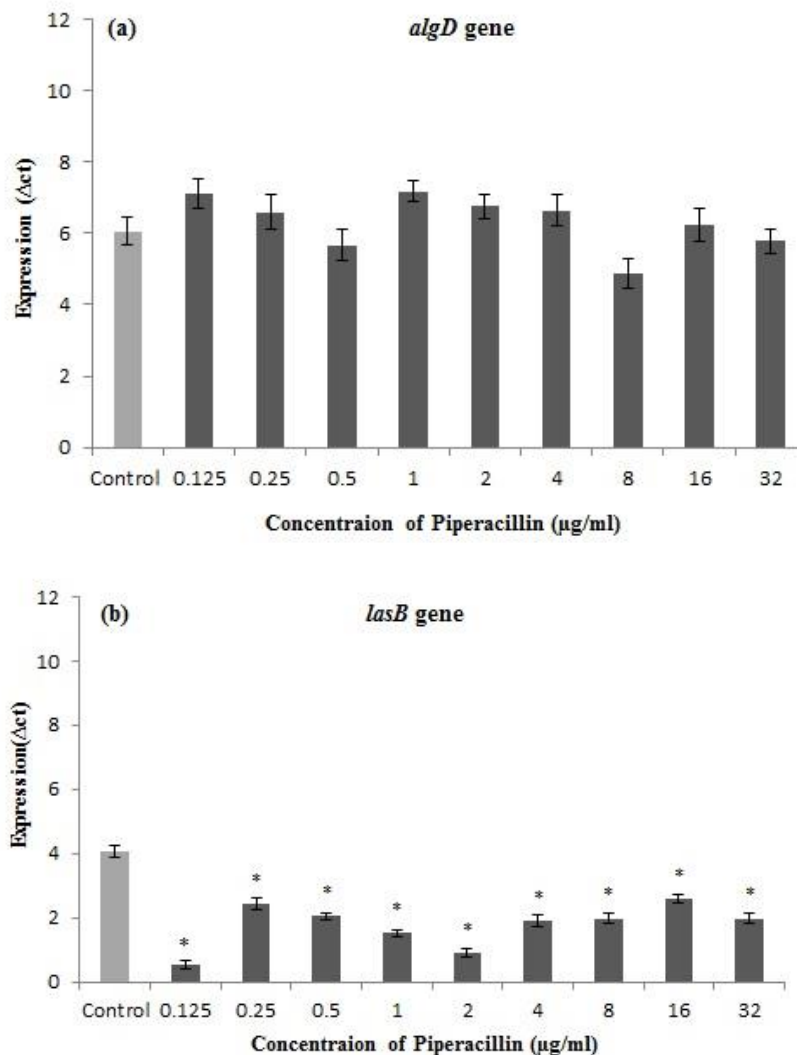 (a) algD gene
12
10
8
6
4
2
0
Expression (Δct)
Control 0.125 0.25 0.5 1 2 4 8 16 32
Concentraion of Piperacillin (µg/ml)
(b) lasB gene
12
10
8
6
4
2
0
Expression(Δct)
* * * * * * * * *
Control 0.125 0.25 0.5 1 2 4 8 16 32
Concentraion of Piperacillin (µg/ml)